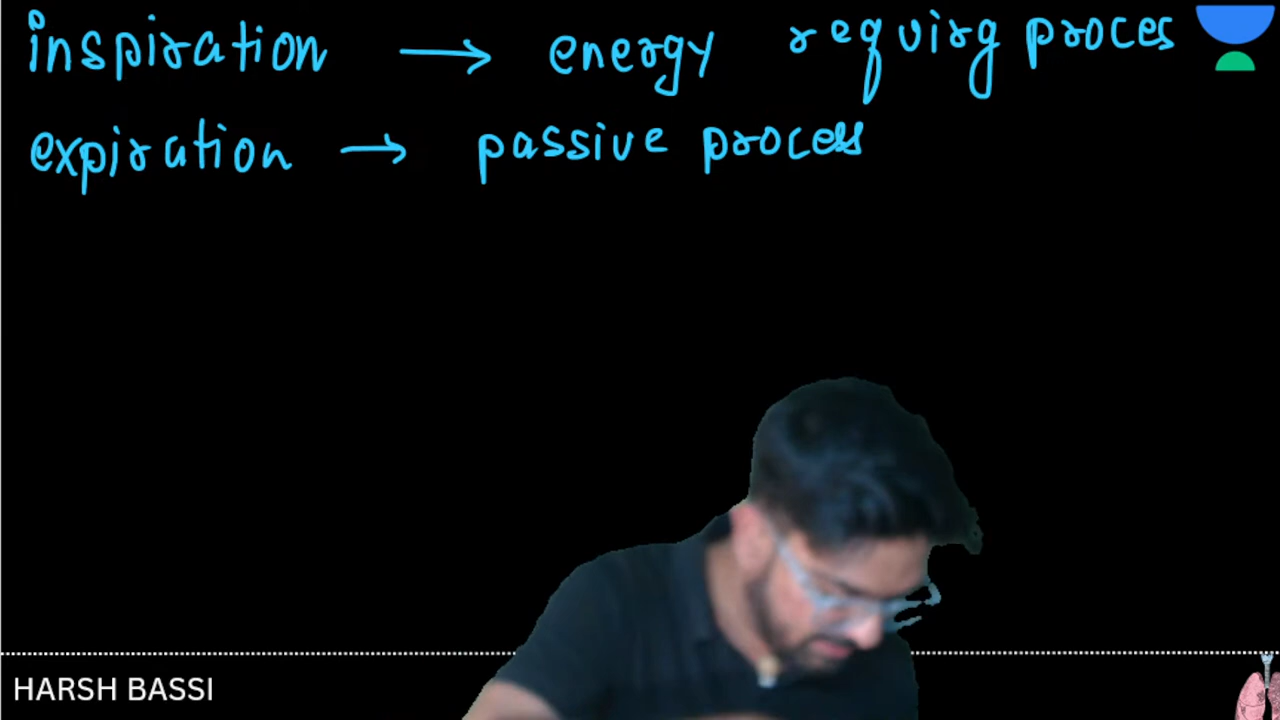 inspiration → energy requirg proces
expiration → passive process
HARSH BASSI